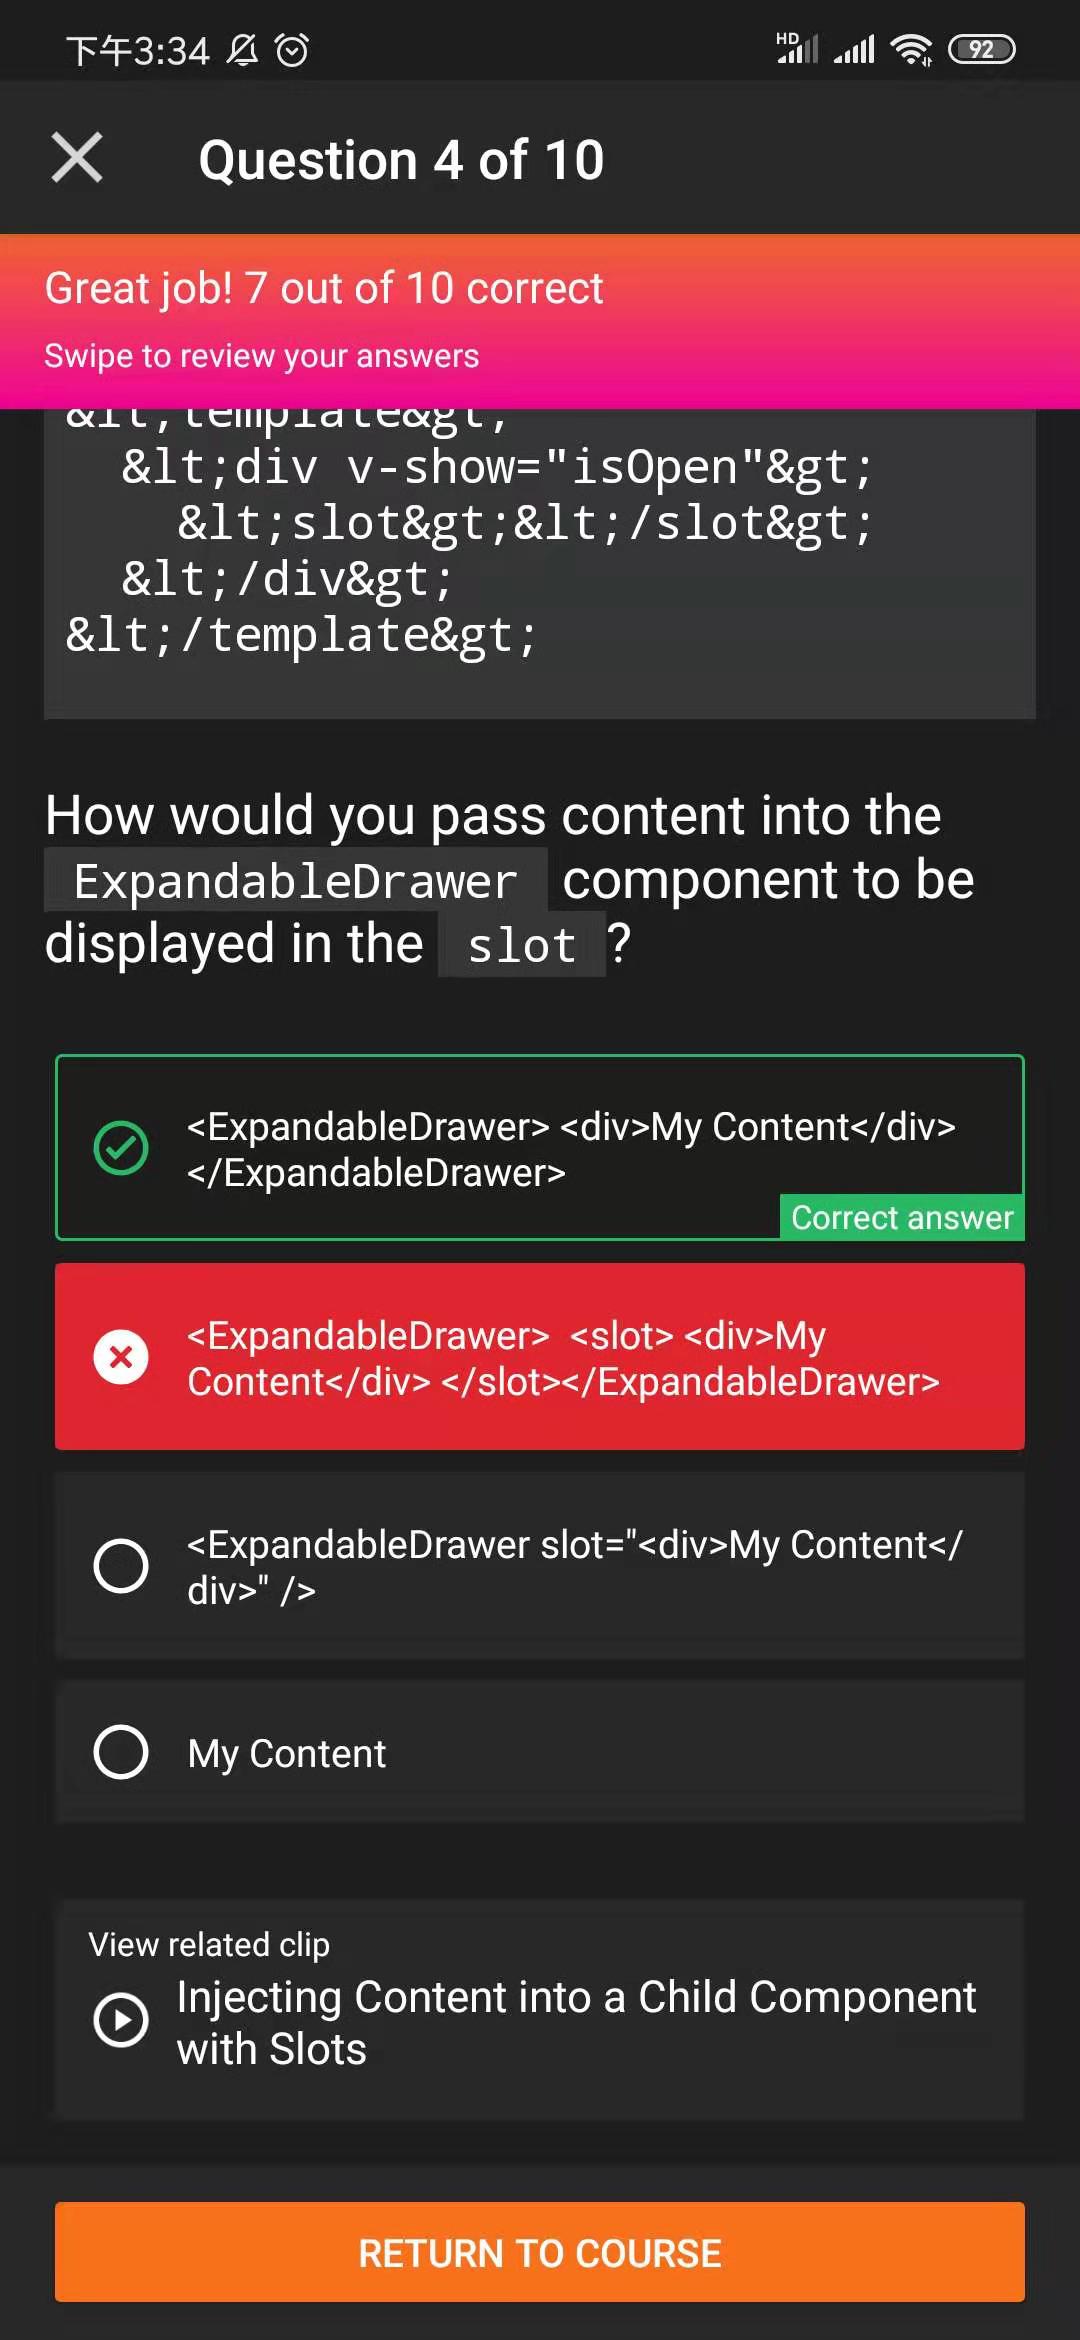 下午3:34
HD
92
Question 4 of 10
Great job! 7 out of 10 correct
Swipe to review your answers
&lt;template&gt;
&lt;div v-show="isOpen"&gt;
&lt;slot&gt;&lt;/slot&gt;
&lt;/div&gt;
&lt;/template&gt;
How would you pass content into the
ExpandableDrawer component to be
displayed in the slot ?
<ExpandableDrawer> <div>My Content</div>
</ExpandableDrawer>
Correct answer
<ExpandableDrawer>  <slot> <div>My
Content</div> </slot></ExpandableDrawer>
<ExpandableDrawer slot="<div>My Content</
div>" />
My Content
View related clip
Injecting Content into a Child Component
with Slots
RETURN TO COURSE